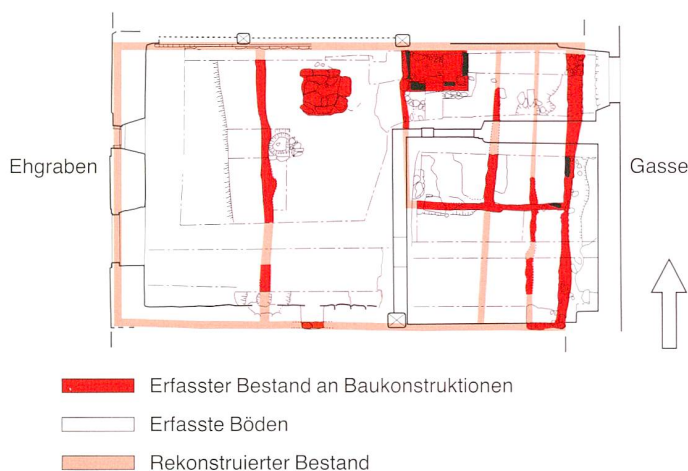 Ehgraben
Gasse
Erfasster Bestand an Baukonstruktionen
Erfasste Böden
Rekonstruierter Bestand